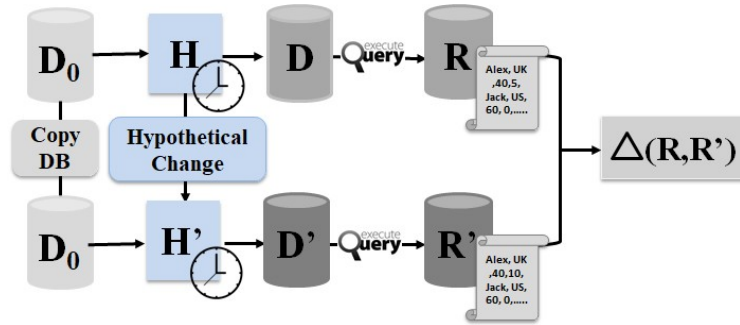 D0
H
D
execute
Query
R
Alex, UK
,40,5,
Jack, US,
60, 0,.....
Copy
DB
Hypothetical
Change
△(R,R’)
D0
H’
D’
execute
Query
R’
Alex, UK
,40,10,
Jack, US,
60, 0,.....